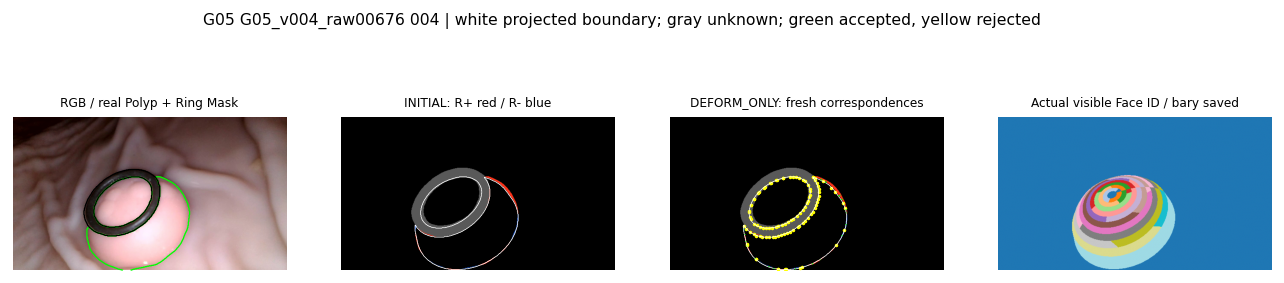 G05 G05_v004_raw00676 004 | white projected boundary; gray unknown; green accepted, yellow rejected
RGB / real Polyp + Ring Mask
INITIAL: R+ red / R- blue
DEFORM_ONLY: fresh correspondences
Actual visible Face ID / bary saved